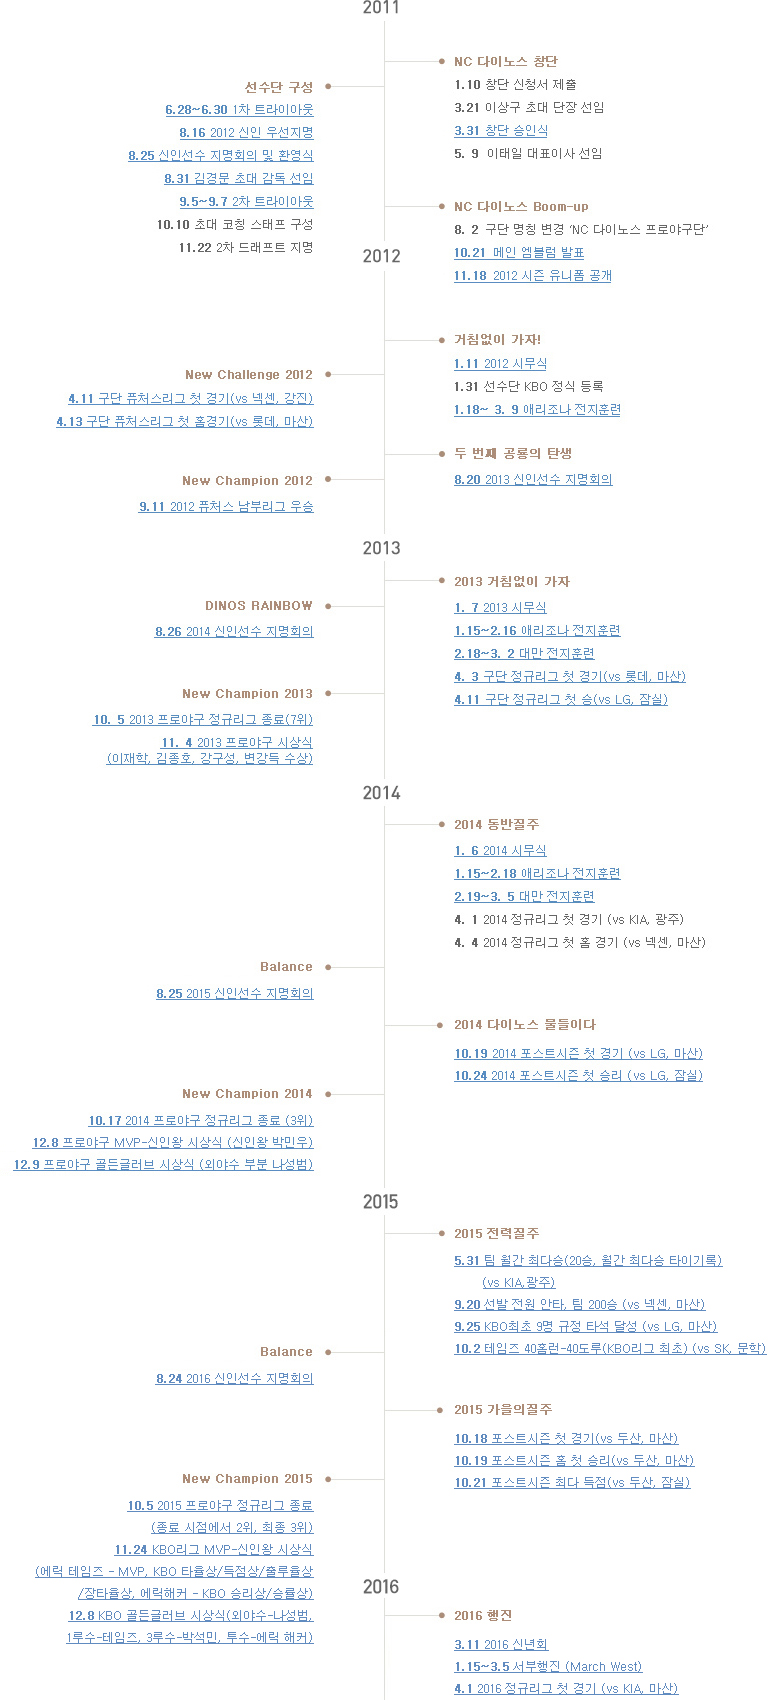 2011
NC 다이노스 창단
1.10 창단 신청서 제출
3.21 이상구 초대 단장 선임
3.31 창단 승인식
5. 9 이태일 대표이사 선임
선수단 구성
6.28~6.30 1차 트라이아웃
8.16 2012 신인 우선지명
8.25 신인선수 지명회의 및 환영식
8.31 김경문 초대 감독 선임
9.5~9.7 2차 트라이아웃
10.10 초대 코칭 스태프 구성
11.22 2차 드래프트 지명
NC 다이노스 Boom-up
8. 2 구단 명칭 변경 ‘NC 다이노스 프로야구단’
10.21 메인 엠블럼 발표
11.18 2012 시즌 유니폼 공개
2012
거침없이 가자!
1.11 2012 시무식
1.31 선수단 KBO 정식 등록
1.18~ 3. 9 애리조나 전지훈련
New Challenge 2012
4.11 구단 퓨처스리그 첫 경기(vs 넥센, 강진)
4.13 구단 퓨처스리그 첫 홈경기(vs 롯데, 마산)
두 번째 공룡의 탄생
8.20 2013 신인선수 지명회의
New Champion 2012
9.11 2012 퓨처스 남부리그 우승
2013
2013 거침없이 가자
1. 7 2013 시무식
1.15~2.16 애리조나 전지훈련
2.18~3. 2 대만 전지훈련
4. 3 구단 정규리그 첫 경기(vs 롯데, 마산)
4.11 구단 정규리그 첫 승(vs LG, 잠실)
DINOS RAINBOW
8.26 2014 신인선수 지명회의
New Champion 2013
10. 5 2013 프로야구 정규리그 종료(7위)
11. 4 2013 프로야구 시상식
(이재학, 김종호, 강구성, 변강득 수상)
2014
2014 동반질주
1. 6 2014 시무식
1.15~2.18 애리조나 전지훈련
2.19~3. 5 대만 전지훈련
4. 1 2014 정규리그 첫 경기 (vs KIA, 광주)
4. 4 2014 정규리그 첫 홈 경기 (vs 넥센, 마산)
Balance
8.25 2015 신인선수 지명회의
2014 다이노스 물들이다
10.19 2014 포스트시즌 첫 경기 (vs LG, 마산)
10.24 2014 포스트시즌 첫 승리 (vs LG, 잠실)
New Champion 2014
10.17 2014 프로야구 정규리그 종료 (3위)
12.8 프로야구 MVP-신인왕 시상식 (신인왕 박민우)
12.9 프로야구 골든글러브 시상식 (외야수 부분 나성범)
2015
2015 전력질주
5.31 팀 월간 최다승(20승, 월간 최다승 타이기록)
(vs KIA,광주)
9.20 선발 전원 안타, 팀 200승 (vs 넥센, 마산)
9.25 KBO최초 9명 규정 타석 달성 (vs LG, 마산)
10.2 테임즈 40홈런-40도루(KBO리그 최초) (vs SK, 문학)
Balance
8.24 2016 신인선수 지명회의
2015 가을의질주
10.18 포스트시즌 첫 경기(vs 두산, 마산)
10.19 포스트시즌 홈 첫 승리(vs 두산, 마산)
10.21 포스트시즌 최다 득점(vs 두산, 잠실)
New Champion 2015
10.5 2015 프로야구 정규리그 종료
(종료 시점에서 2위, 최종 3위)
11.24 KBO리그 MVP-신인왕 시상식
(에릭 테임즈 - MVP, KBO 타율상/득점상/출루율상
/장타율상, 에릭해커 - KBO 승리상/승률상)
12.8 KBO 골든글러브 시상식(외야수-나성범,
1루수-테임즈, 3루수-박석민, 투수-에릭 해커)
2016
2016 행진
3.11 2016 신년회
1.15~3.5 서부행진 (March West)
4.1 2016 정규리그 첫 경기 (vs KIA, 마산)